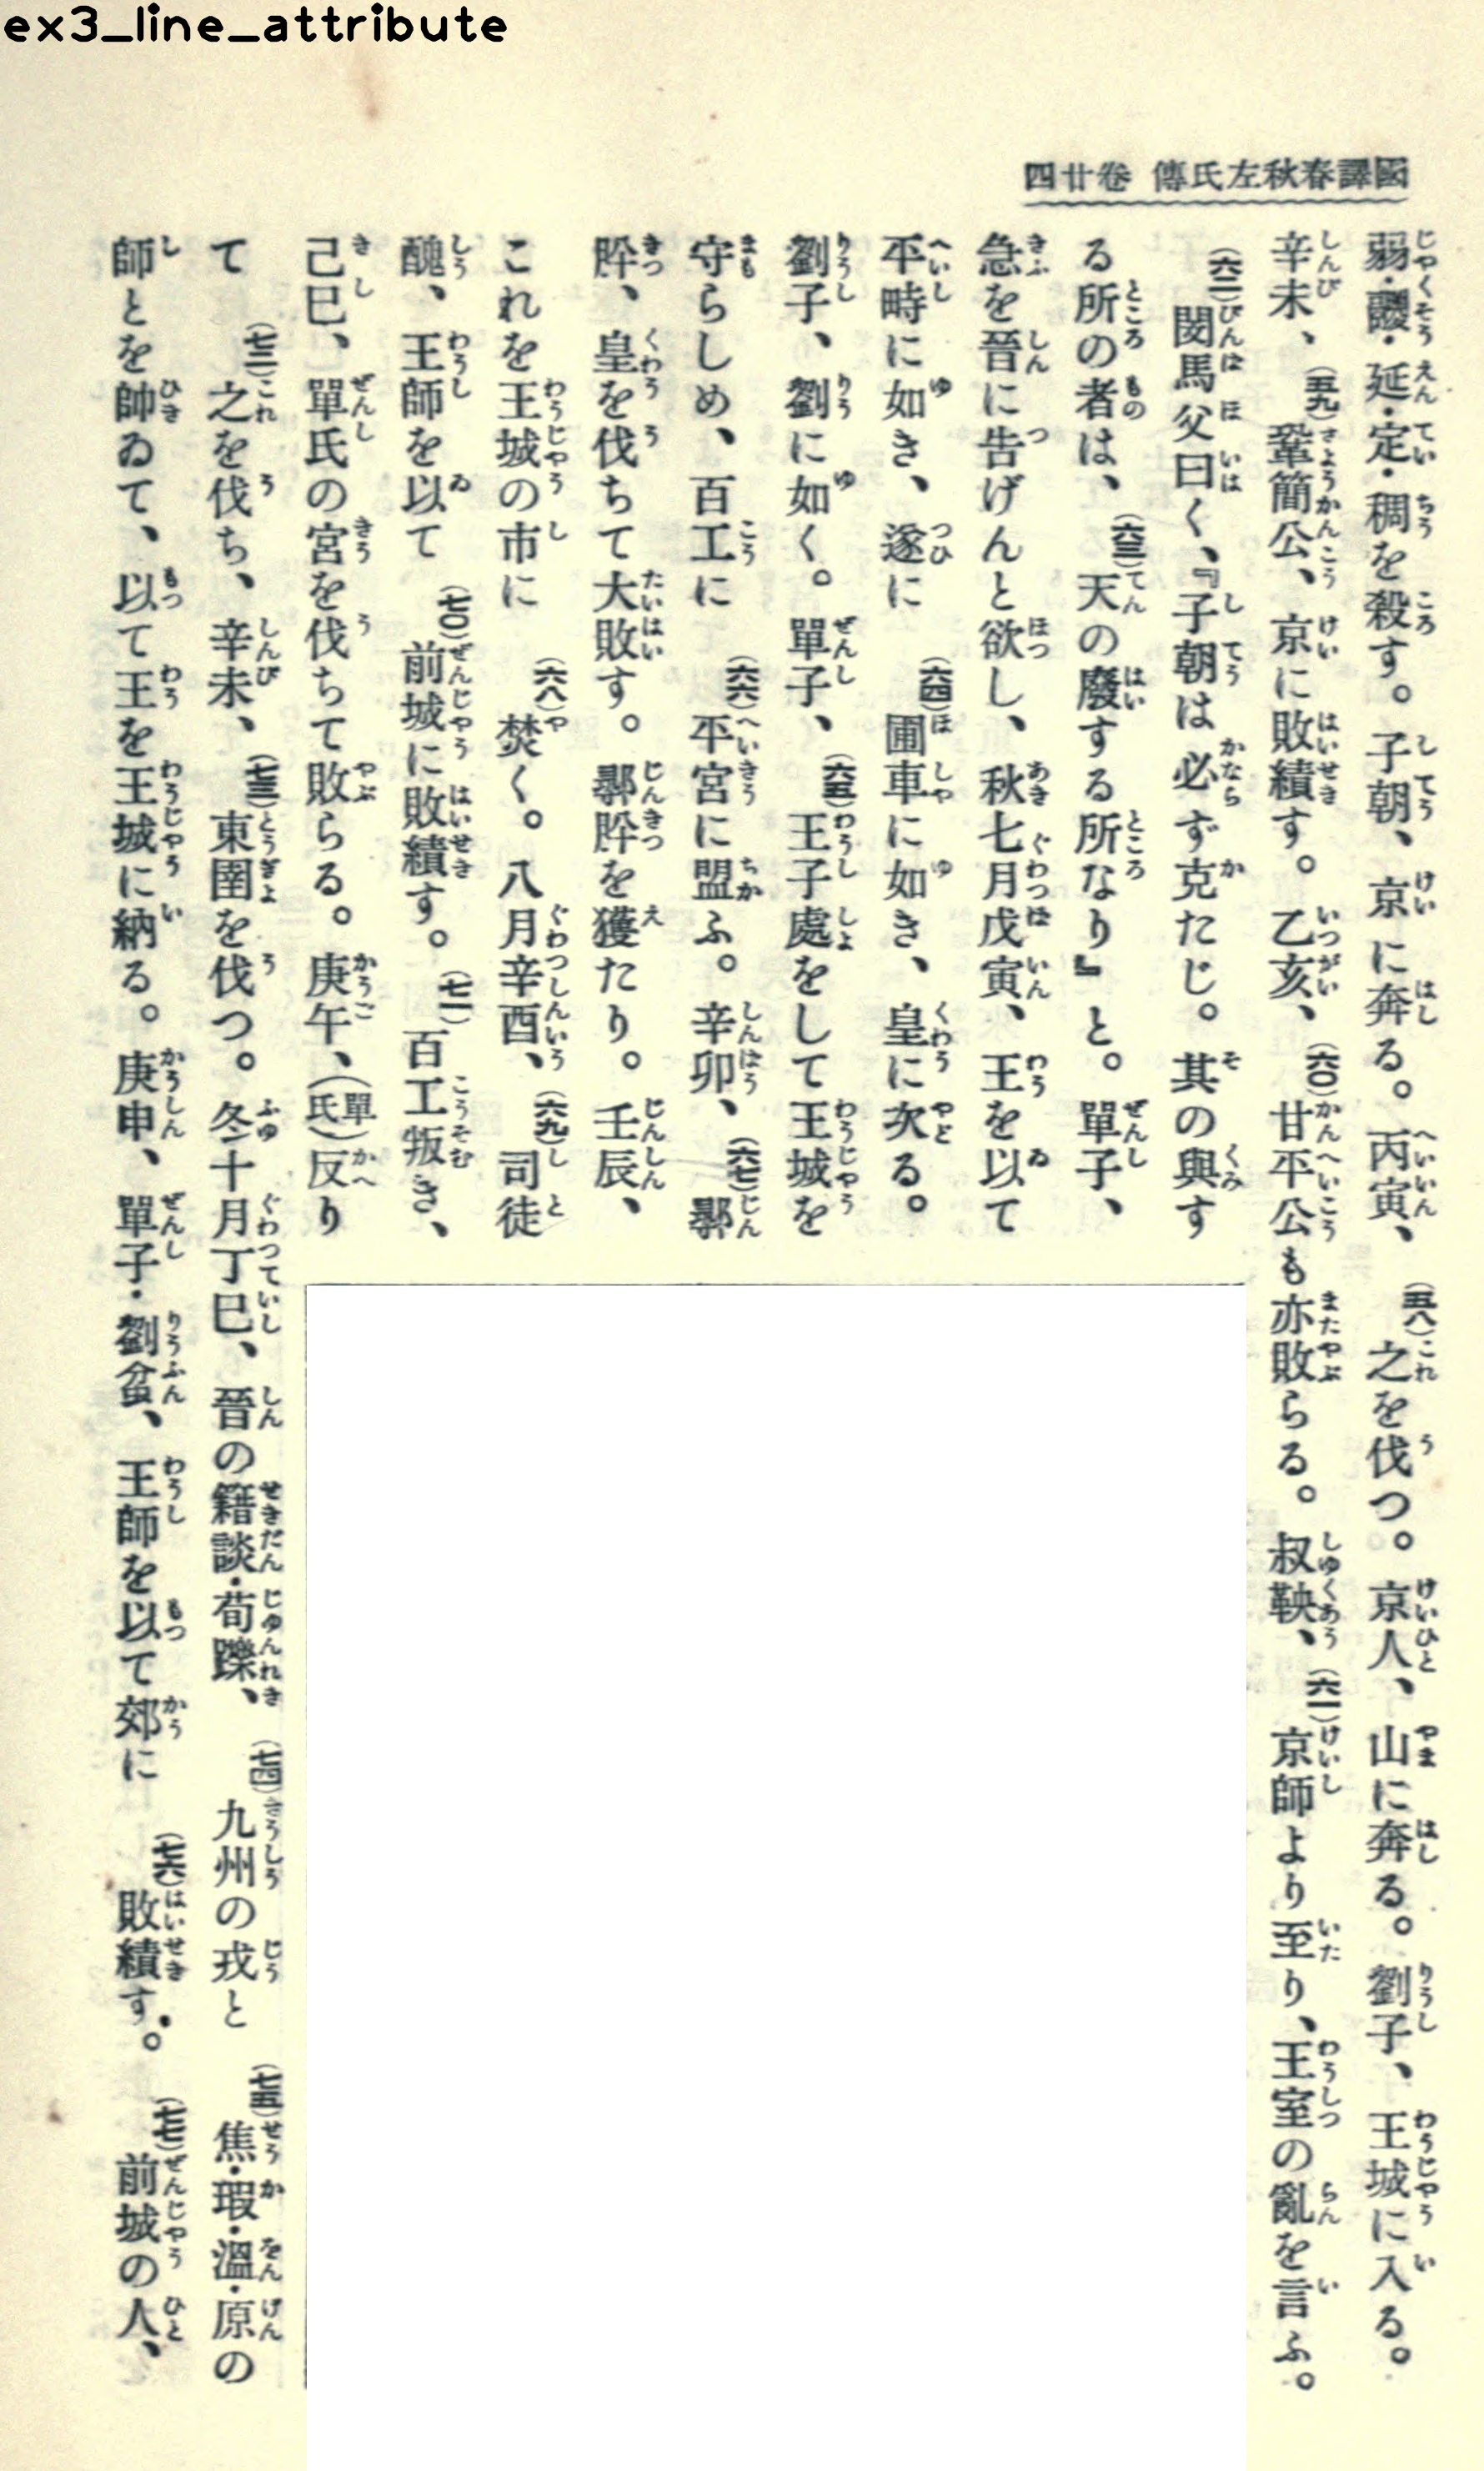 ex3_line_attribute
國譯春秋左氏傳 卷廿四
弱・鬷・延・定・稠を殺す。子朝、京に奔る。丙寅、(五八)之を伐つ。京人、山に奔る。劉子、王城に入る。
辛未、(五九)鞏簡公、京に敗績す。乙亥、(六〇)甘平公も亦敗らる。叔鞅、(六一)京師より至り、王室の亂を言ふ。
(六二)閔馬父曰く、『子朝は必ず克たじ。其の與す
る所の者は、(六三)天の廢する所なり』と。單子、
急を晉に告げんと欲し、秋七月戊寅、王を以て
平時に如き、遂に(六四)圃車に如き、皇に次る。
劉子、劉に如く。單子、(六五)王子處をして王城を
守らしめ、百工に(六六)平宮に盟ふ。辛卯、(六七)鄩
肸、皇を伐ちて大敗す。鄩肸を獲たり。壬辰、
これを王城の市に(六八)焚く。八月辛酉、(六九)司徒
醜、王師を以て(七〇)前城に敗績す。(七一)百工叛き、
己巳、單氏の宮を伐ちて敗らる。庚午、(單氏)反り
て(七二)之を伐ち、辛未、(七三)東圉を伐つ。冬十月丁巳、晉の籍談・荀躒、(七四)九州の戎と(七五)焦・瑕・溫・原の
師とを帥ゐて、以て王を王城に納る。庚申、單子・劉盆、王師を以て郊に(七六)敗績す。(七七)前城の人、